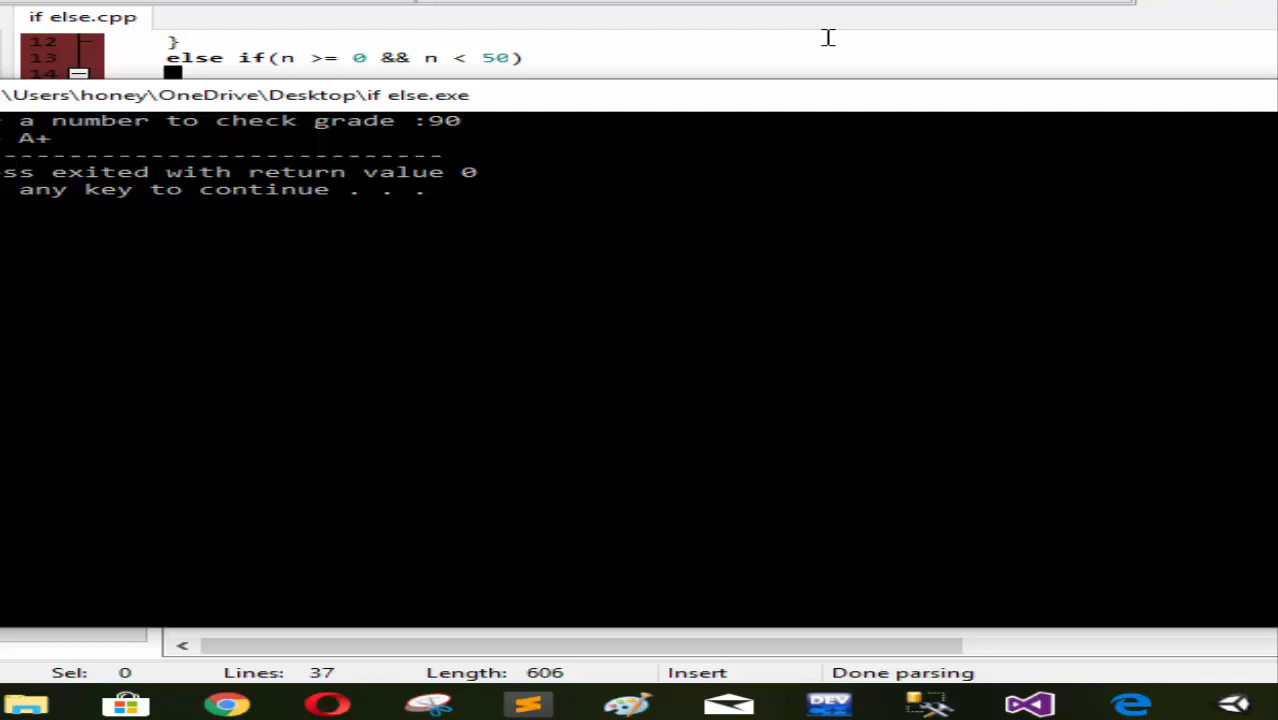 if else.cpp
12 }
13 else if(n >= 0 && n < 50)
14
\Users\honey\OneDrive\Desktop\if else.exe
a number to check grade :90
A+
----------------------------
ss exited with return value 0
any key to continue . . .
Sel: 0 Lines: 37 Length: 606 Insert Done parsing
DEV